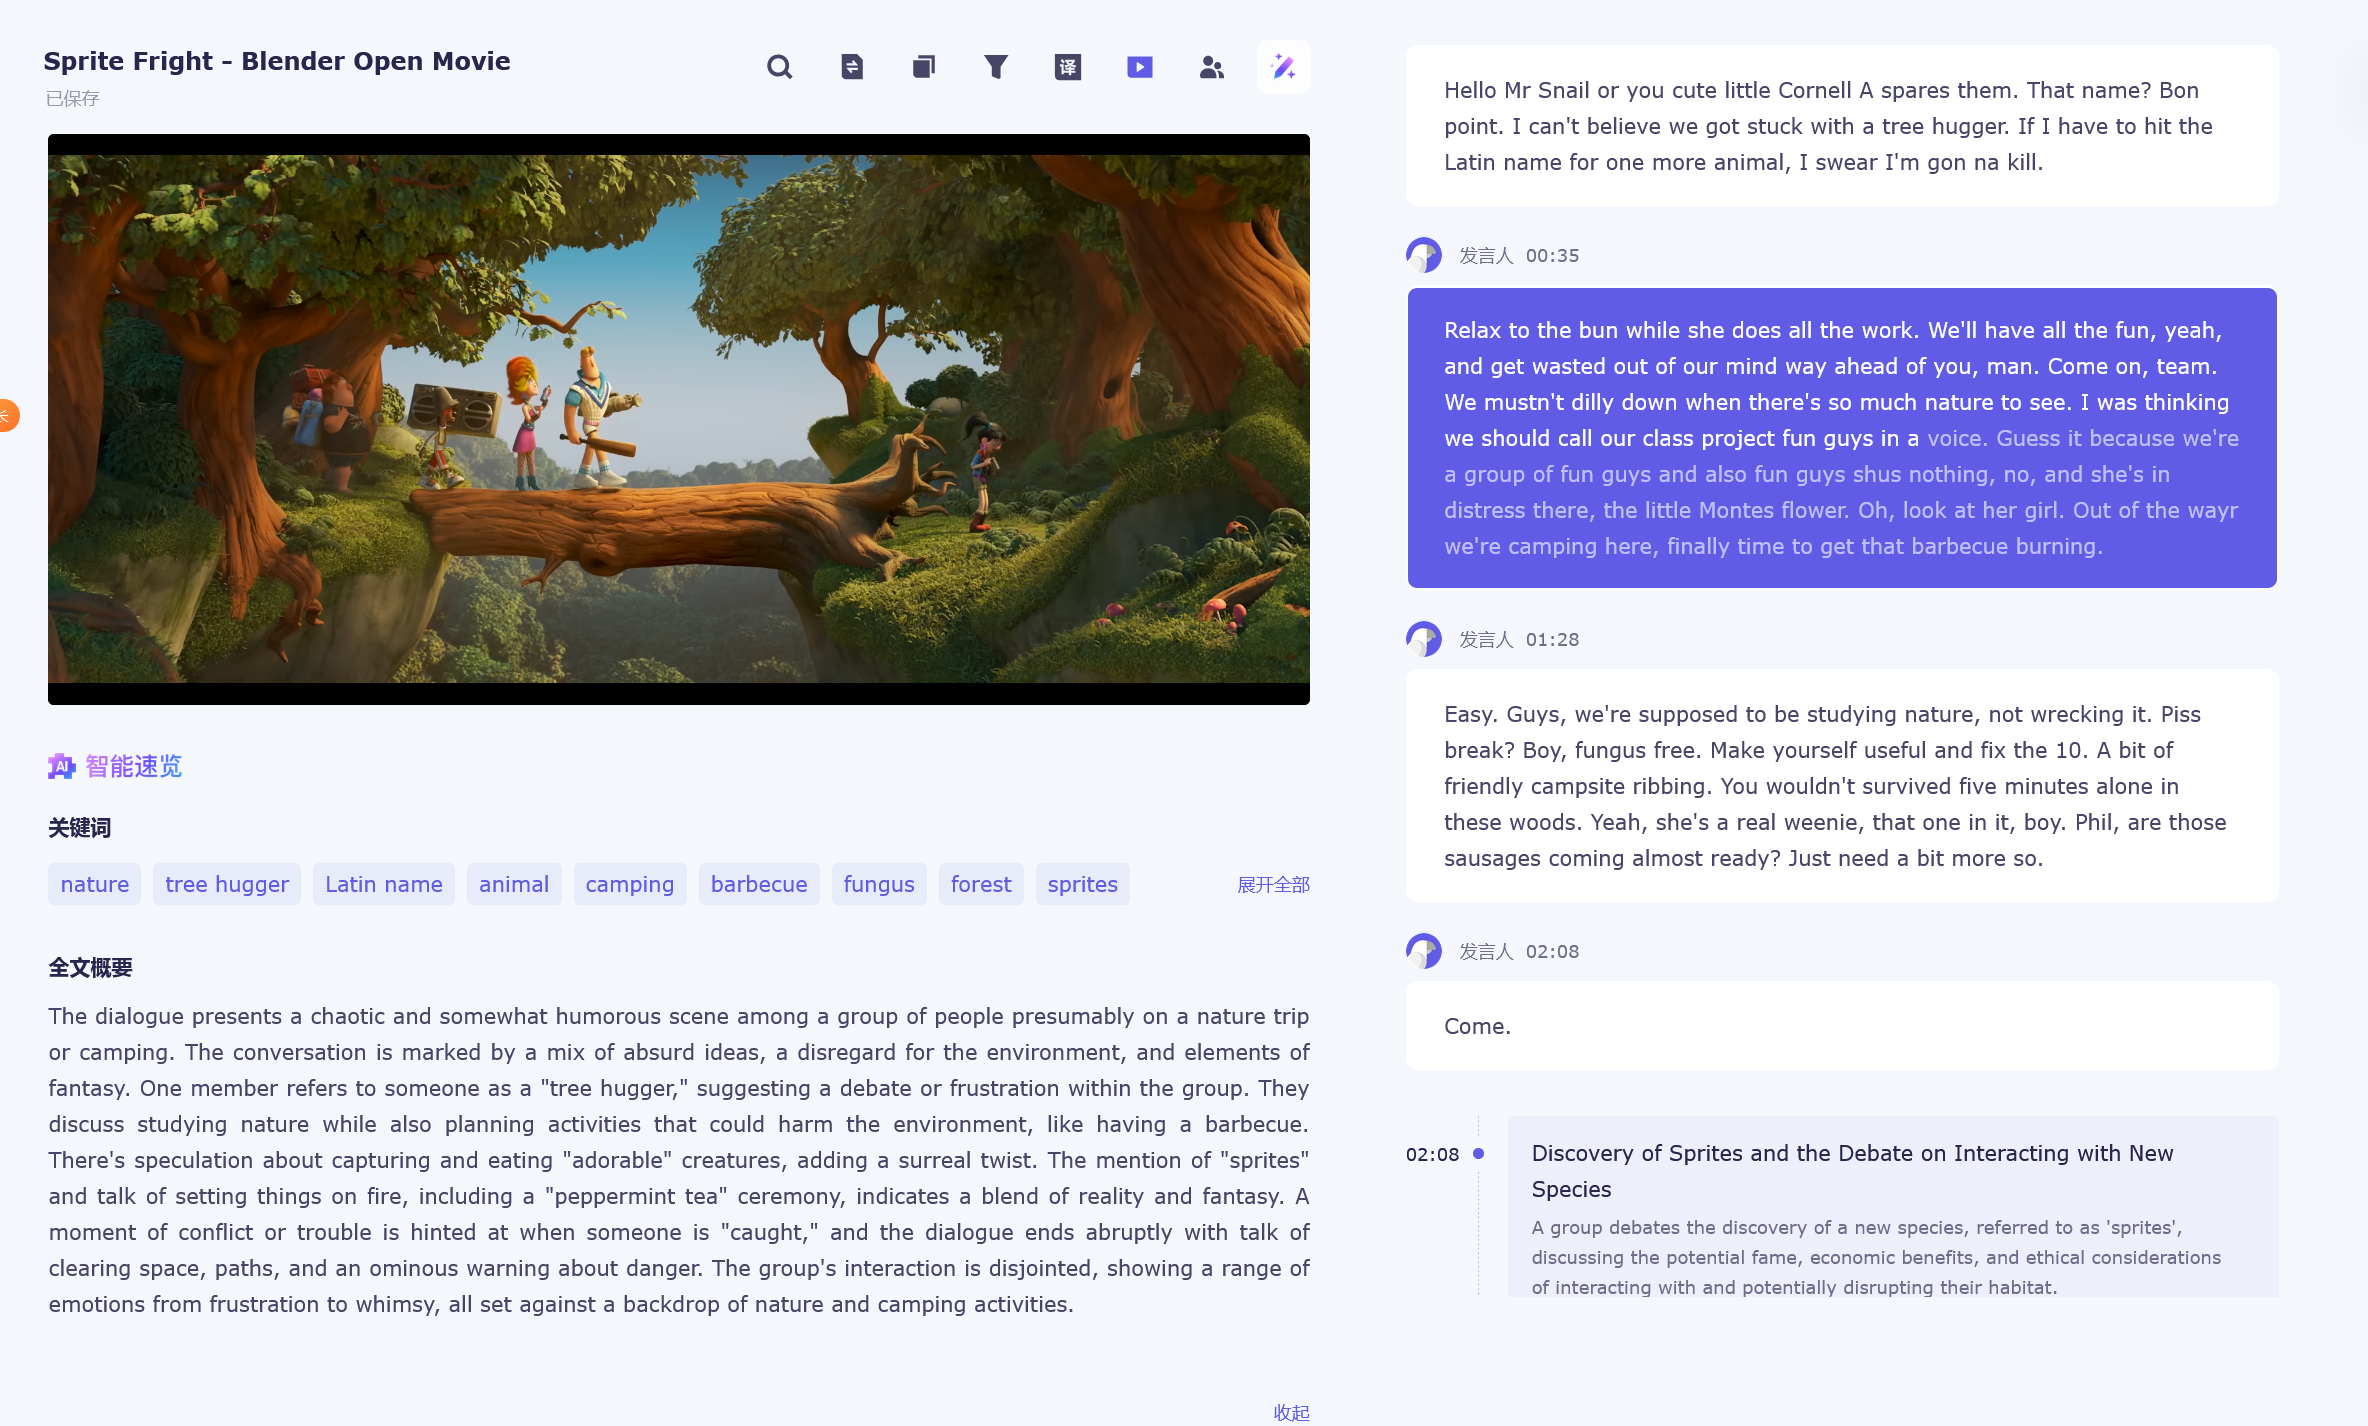 Sprite Fright – Blender Open Movie
已保存
译
长
AI 智能速览
关键词
nature tree hugger Latin name animal camping barbecue fungus forest sprites 展开全部
全文概要
The dialogue presents a chaotic and somewhat humorous scene among a group of people presumably on a nature trip
or camping. The conversation is marked by a mix of absurd ideas, a disregard for the environment, and elements of
fantasy. One member refers to someone as a "tree hugger," suggesting a debate or frustration within the group. They
discuss studying nature while also planning activities that could harm the environment, like having a barbecue.
There's speculation about capturing and eating "adorable" creatures, adding a surreal twist. The mention of "sprites"
and talk of setting things on fire, including a "peppermint tea" ceremony, indicates a blend of reality and fantasy. A
moment of conflict or trouble is hinted at when someone is "caught," and the dialogue ends abruptly with talk of
clearing space, paths, and an ominous warning about danger. The group's interaction is disjointed, showing a range of
emotions from frustration to whimsy, all set against a backdrop of nature and camping activities.
收起
Hello Mr Snail or you cute little Cornell A spares them. That name? Bon
point. I can't believe we got stuck with a tree hugger. If I have to hit the
Latin name for one more animal, I swear I'm gon na kill.
发言人 00:35
Relax to the bun while she does all the work. We'll have all the fun, yeah,
and get wasted out of our mind way ahead of you, man. Come on, team.
We mustn't dilly down when there's so much nature to see. I was thinking
we should call our class project fun guys in a voice. Guess it because we're
a group of fun guys and also fun guys shus nothing, no, and she's in
distress there, the little Montes flower. Oh, look at her girl. Out of the wayr
we're camping here, finally time to get that barbecue burning.
发言人 01:28
Easy. Guys, we're supposed to be studying nature, not wrecking it. Piss
break? Boy, fungus free. Make yourself useful and fix the 10. A bit of
friendly campsite ribbing. You wouldn't survived five minutes alone in
these woods. Yeah, she's a real weenie, that one in it, boy. Phil, are those
sausages coming almost ready? Just need a bit more so.
发言人 02:08
Come.
02:08 Discovery of Sprites and the Debate on Interacting with New
Species
A group debates the discovery of a new species, referred to as 'sprites',
discussing the potential fame, economic benefits, and ethical considerations
of interacting with and potentially disrupting their habitat.